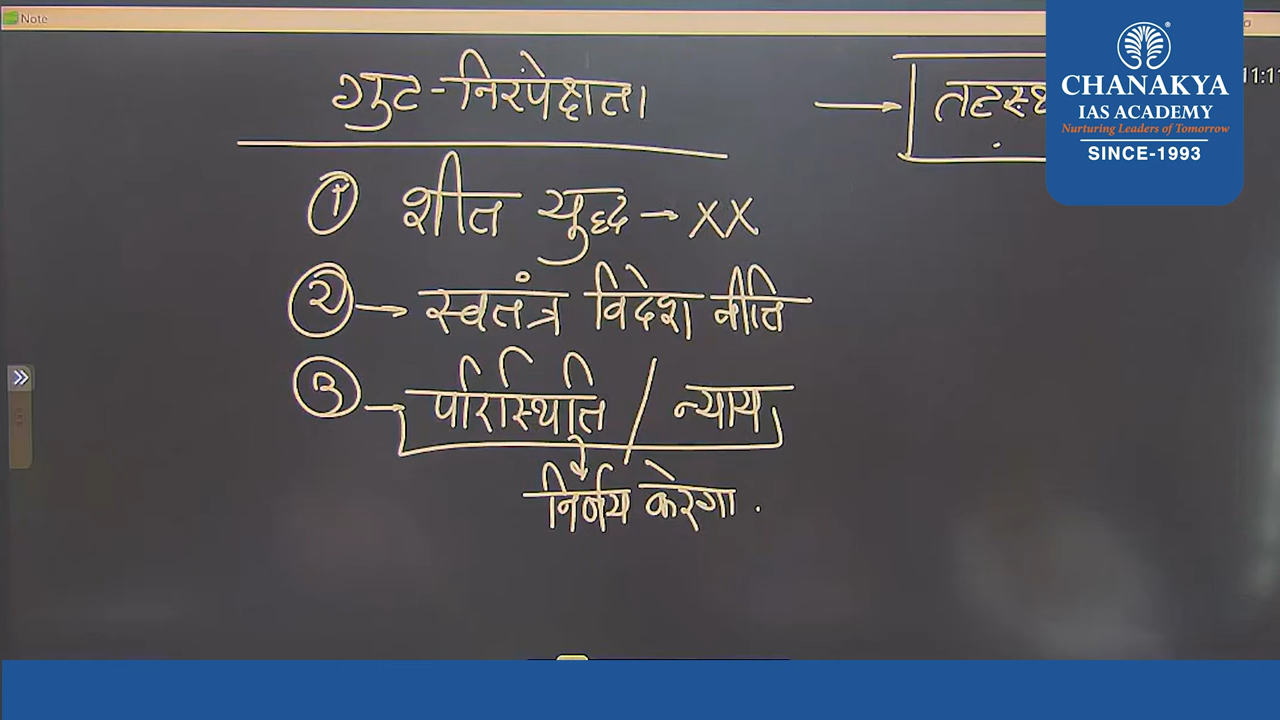 Note
गुट-निरपेक्षता → तटस्थ
① शीत युद्ध → XX
② → स्वतंत्र विदेश नीति
③ → परिस्थिति / न्याय
निर्णय करेगा .
CHANAKYA
IAS ACADEMY
Nurturing Leaders of Tomorrow
SINCE-1993